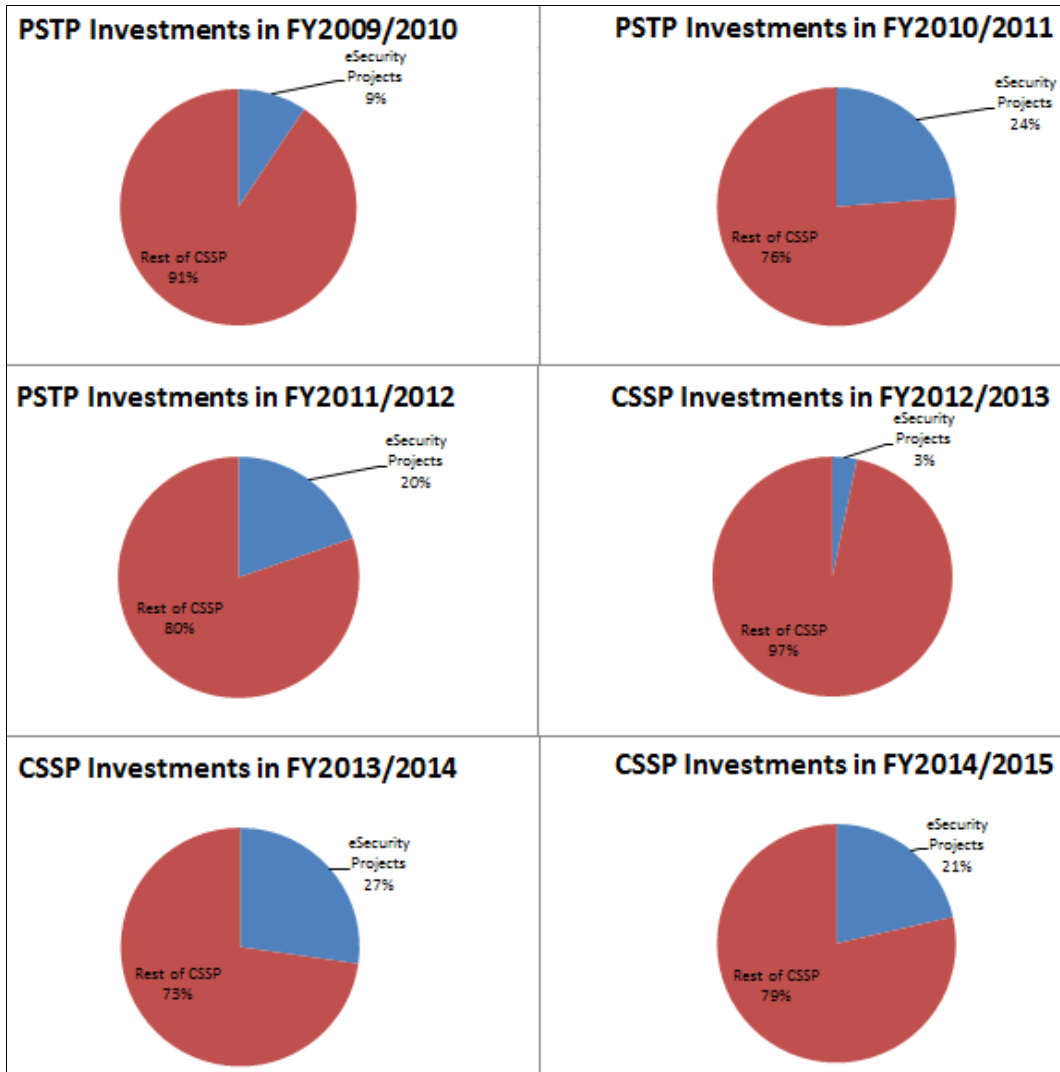 PSTP Investments in FY2009/2010
eSecurity
Projects
9%
Rest of CSSP
91%
PSTP Investments in FY2010/2011
eSecurity
Projects
24%
Rest of CSSP
76%
PSTP Investments in FY2011/2012
eSecurity
Projects
20%
Rest of CSSP
80%
CSSP Investments in FY2012/2013
eSecurity
Projects
3%
Rest of CSSP
97%
CSSP Investments in FY2013/2014
eSecurity
Projects
27%
Rest of CSSP
73%
CSSP Investments in FY2014/2015
eSecurity
Projects
21%
Rest of CSSP
79%